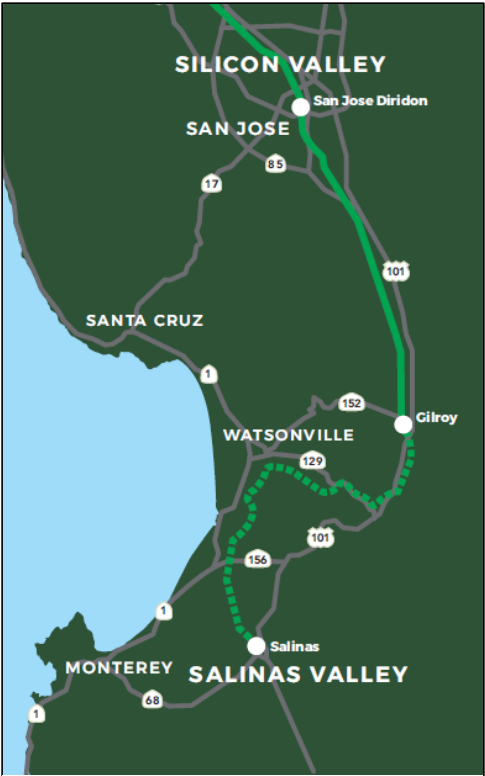 SILICON VALLEY
San Jose Diridon
SAN JOSE
85
17
101
SANTA CRUZ
1
152
Gilroy
WATSONVILLE
129
101
156
1
Salinas
MONTEREY
SALINAS VALLEY
68
1